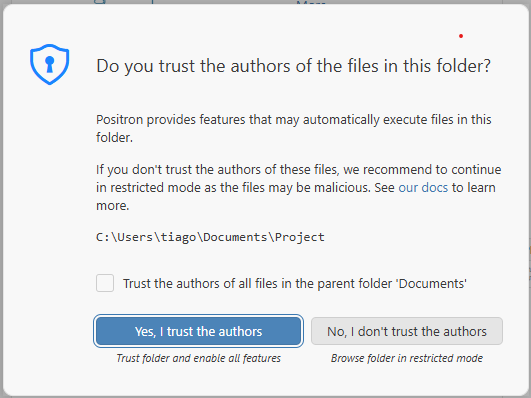 Do you trust the authors of the files in this folder?
Positron provides features that may automatically execute files in this
folder.
If you don't trust the authors of these files, we recommend to continue
in restricted mode as the files may be malicious. See our docs to learn
more.
C:\Users\tiago\Documents\Project
Trust the authors of all files in the parent folder 'Documents'
Yes, I trust the authors
No, I don't trust the authors
Trust folder and enable all features
Browse folder in restricted mode